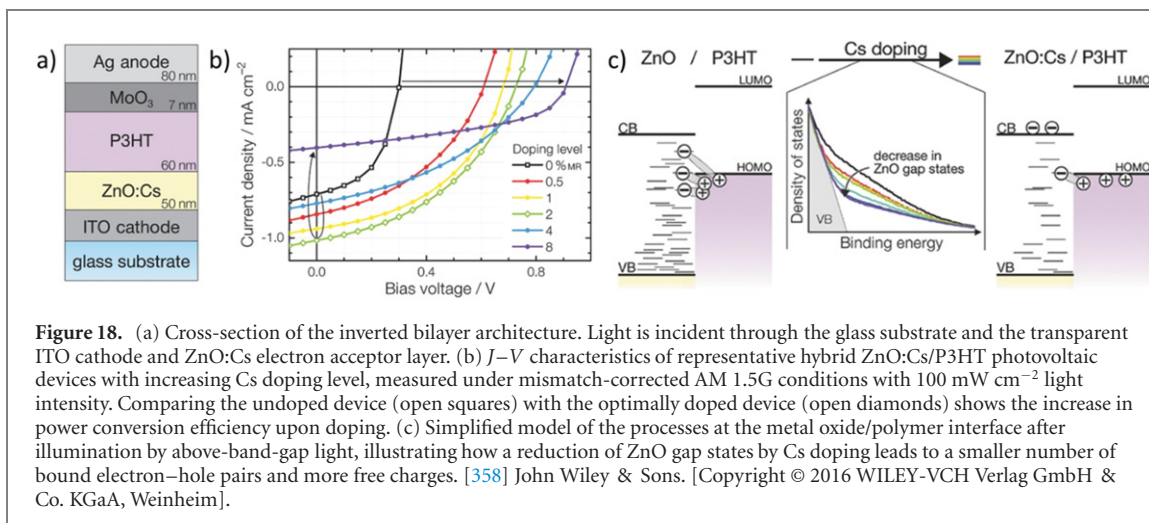 a)
Ag anode
80 nm
MoO₃
7 nm
P3HT
60 nm
ZnO:Cs
50 nm
ITO cathode
glass substrate
b)
Current density / mA cm⁻²
0.0
-0.5
-1.0
0.0
0.4
0.8
Bias voltage / V
Doping level
0 %MR
0.5
1
2
4
8
c)
ZnO / P3HT
LUMO
CB
HOMO
VB
Cs doping
Density of states
decrease in
ZnO gap states
VB
Binding energy
ZnO:Cs / P3HT
LUMO
CB
HOMO
VB
Figure 18. (a) Cross-section of the inverted bilayer architecture. Light is incident through the glass substrate and the transparent
ITO cathode and ZnO:Cs electron acceptor layer. (b) J–V characteristics of representative hybrid ZnO:Cs/P3HT photovoltaic
devices with increasing Cs doping level, measured under mismatch-corrected AM 1.5G conditions with 100 mW cm⁻² light
intensity. Comparing the undoped device (open squares) with the optimally doped device (open diamonds) shows the increase in
power conversion efficiency upon doping. (c) Simplified model of the processes at the metal oxide/polymer interface after
illumination by above-band-gap light, illustrating how a reduction of ZnO gap states by Cs doping leads to a smaller number of
bound electron–hole pairs and more free charges. [358] John Wiley & Sons. [Copyright © 2016 WILEY-VCH Verlag GmbH &
Co. KGaA, Weinheim].